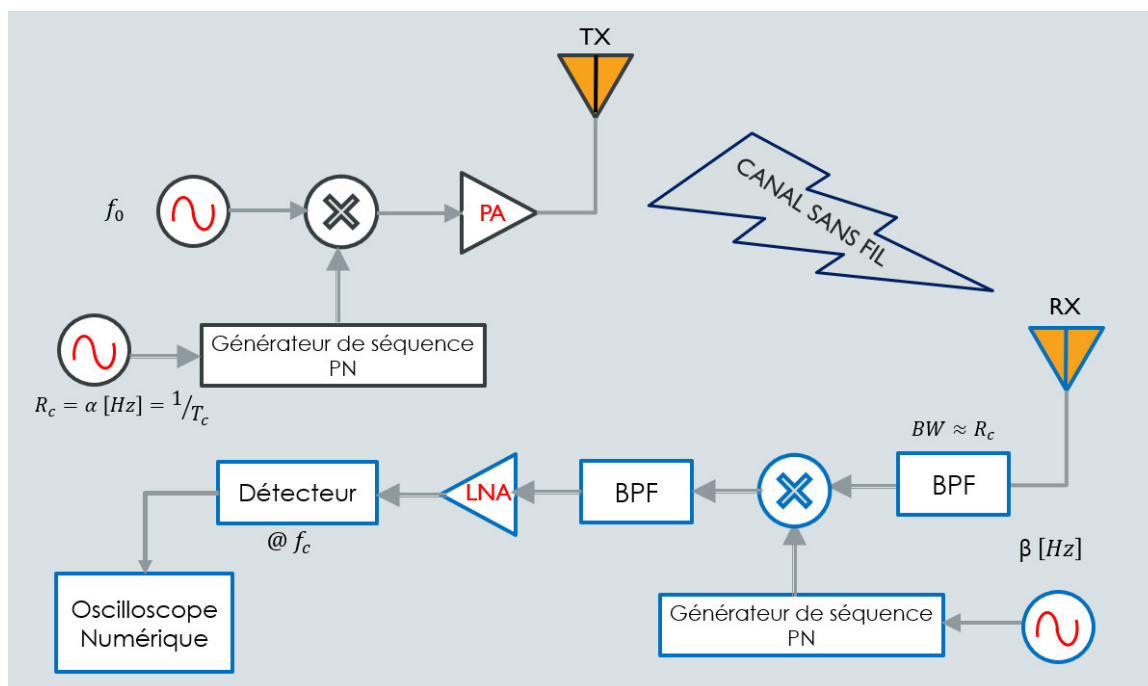 TX
f₀
PA
CANAL SANS FIL
Générateur de séquence
PN
R_c = α [Hz] = 1/T_c
RX
BW ≈ R_c
Détecteur
LNA
BPF
BPF
@ f_c
β [Hz]
Oscilloscope
Numérique
Générateur de séquence
PN